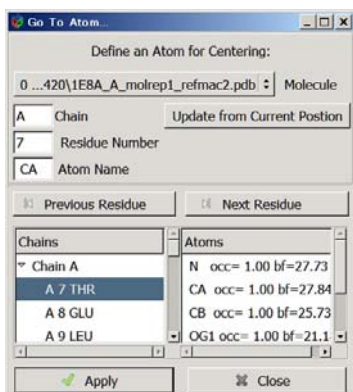 Go To Atom...
Define an Atom for Centering:
0 ...420\1E8A_A_molrep1_refmac2.pdb Molecule
A Chain Update from Current Postion
7 Residue Number
CA Atom Name
Previous Residue Next Residue
Chains Atoms
Chain A N occ= 1.00 bf=27.73
A 7 THR CA occ= 1.00 bf=27.84
A 8 GLU CB occ= 1.00 bf=25.73
A 9 LEU OG1 occ= 1.00 bf=21.1
Apply Close